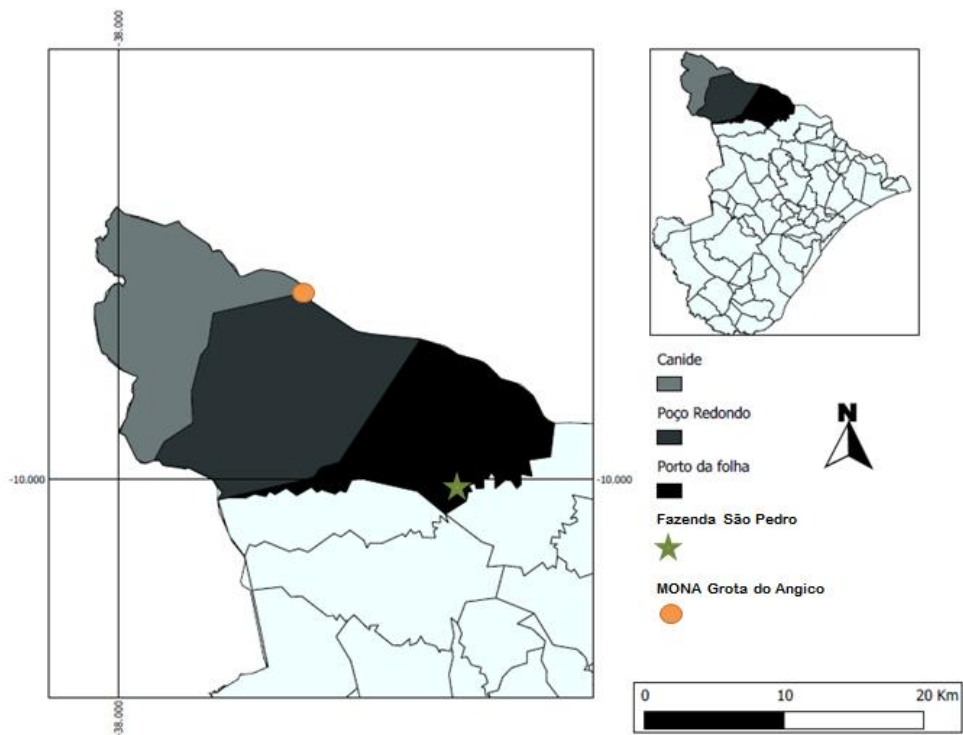 -38.000
-10.000
-10.000
-38.000
Canide
Poço Redondo
N
Porto da folha
Fazenda São Pedro
MONA Grota do Angico
0 10 20 Km